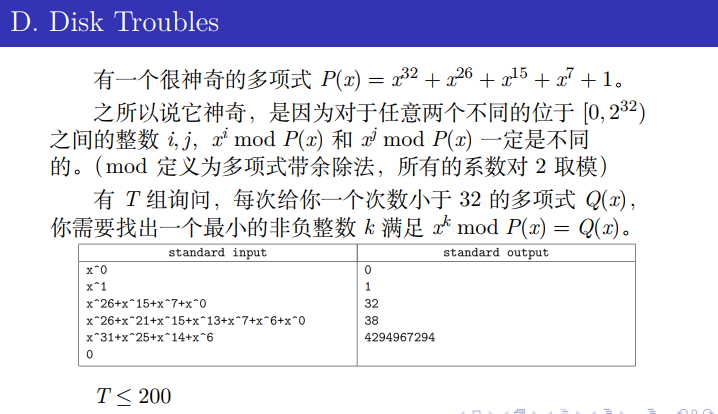 D. Disk Troubles
有一个很神奇的多项式 P(x) = x^32 + x^26 + x^15 + x^7 + 1。
之所以说它神奇，是因为对于任意两个不同的位于 [0, 2^32)
之间的整数 i, j，x^i mod P(x) 和 x^j mod P(x) 一定是不同
的。（mod 定义为多项式带余除法，所有的系数对 2 取模）
有 T 组询问，每次给你一个次数小于 32 的多项式 Q(x)，
你需要找出一个最小的非负整数 k 满足 x^k mod P(x) = Q(x)。
standard input standard output
x^0 0
x^1 1
x^26+x^15+x^7+x^0 32
x^26+x^21+x^15+x^13+x^7+x^6+x^0 38
x^31+x^25+x^14+x^6 4294967294
0
T ≤ 200